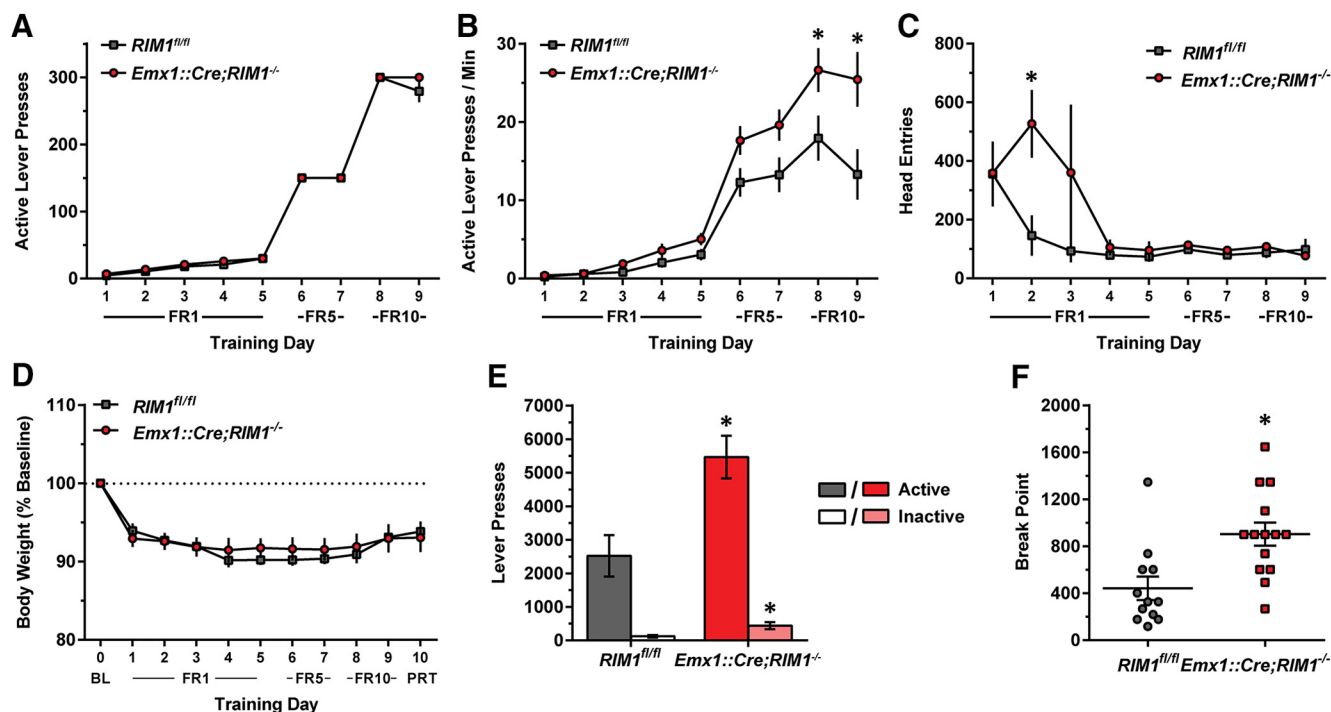 A
RIM1fl/fl
Emx1::Cre;RIM1-/-
Active Lever Presses
300
200
100
0
1 2 3 4 5 6 7 8 9
FR1 -FR5- -FR10-
Training Day
B
RIM1fl/fl
Emx1::Cre;RIM1-/-
Active Lever Presses / Min
30
20
10
0
* *
1 2 3 4 5 6 7 8 9
FR1 -FR5- -FR10-
Training Day
C
RIM1fl/fl
Emx1::Cre;RIM1-/-
Head Entries
800
600
400
200
0
*
1 2 3 4 5 6 7 8 9
FR1 -FR5- -FR10-
Training Day
D
RIM1fl/fl
Emx1::Cre;RIM1-/-
Body Weight (% Baseline)
110
100
90
80
0 1 2 3 4 5 6 7 8 9 10
BL FR1 -FR5- -FR10- PRT
Training Day
E
Lever Presses
7000
6000
5000
4000
3000
2000
1000
0
*
*
/ Active
/ Inactive
RIM1fl/fl Emx1::Cre;RIM1-/-
F
Break Point
2000
1600
1200
800
400
0
*
RIM1fl/fl Emx1::Cre;RIM1-/-